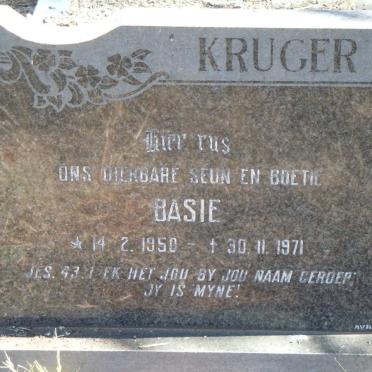 KRUGER
Hier rus
ONS DIERBARE SEUN EN BOETIE
BASIE
★ 14. 2. 1950 - † 30. 11. 1971
JES. 43:1 "EK HET JOU BY JOU NAAM GEROEP;
JY IS MYNE."